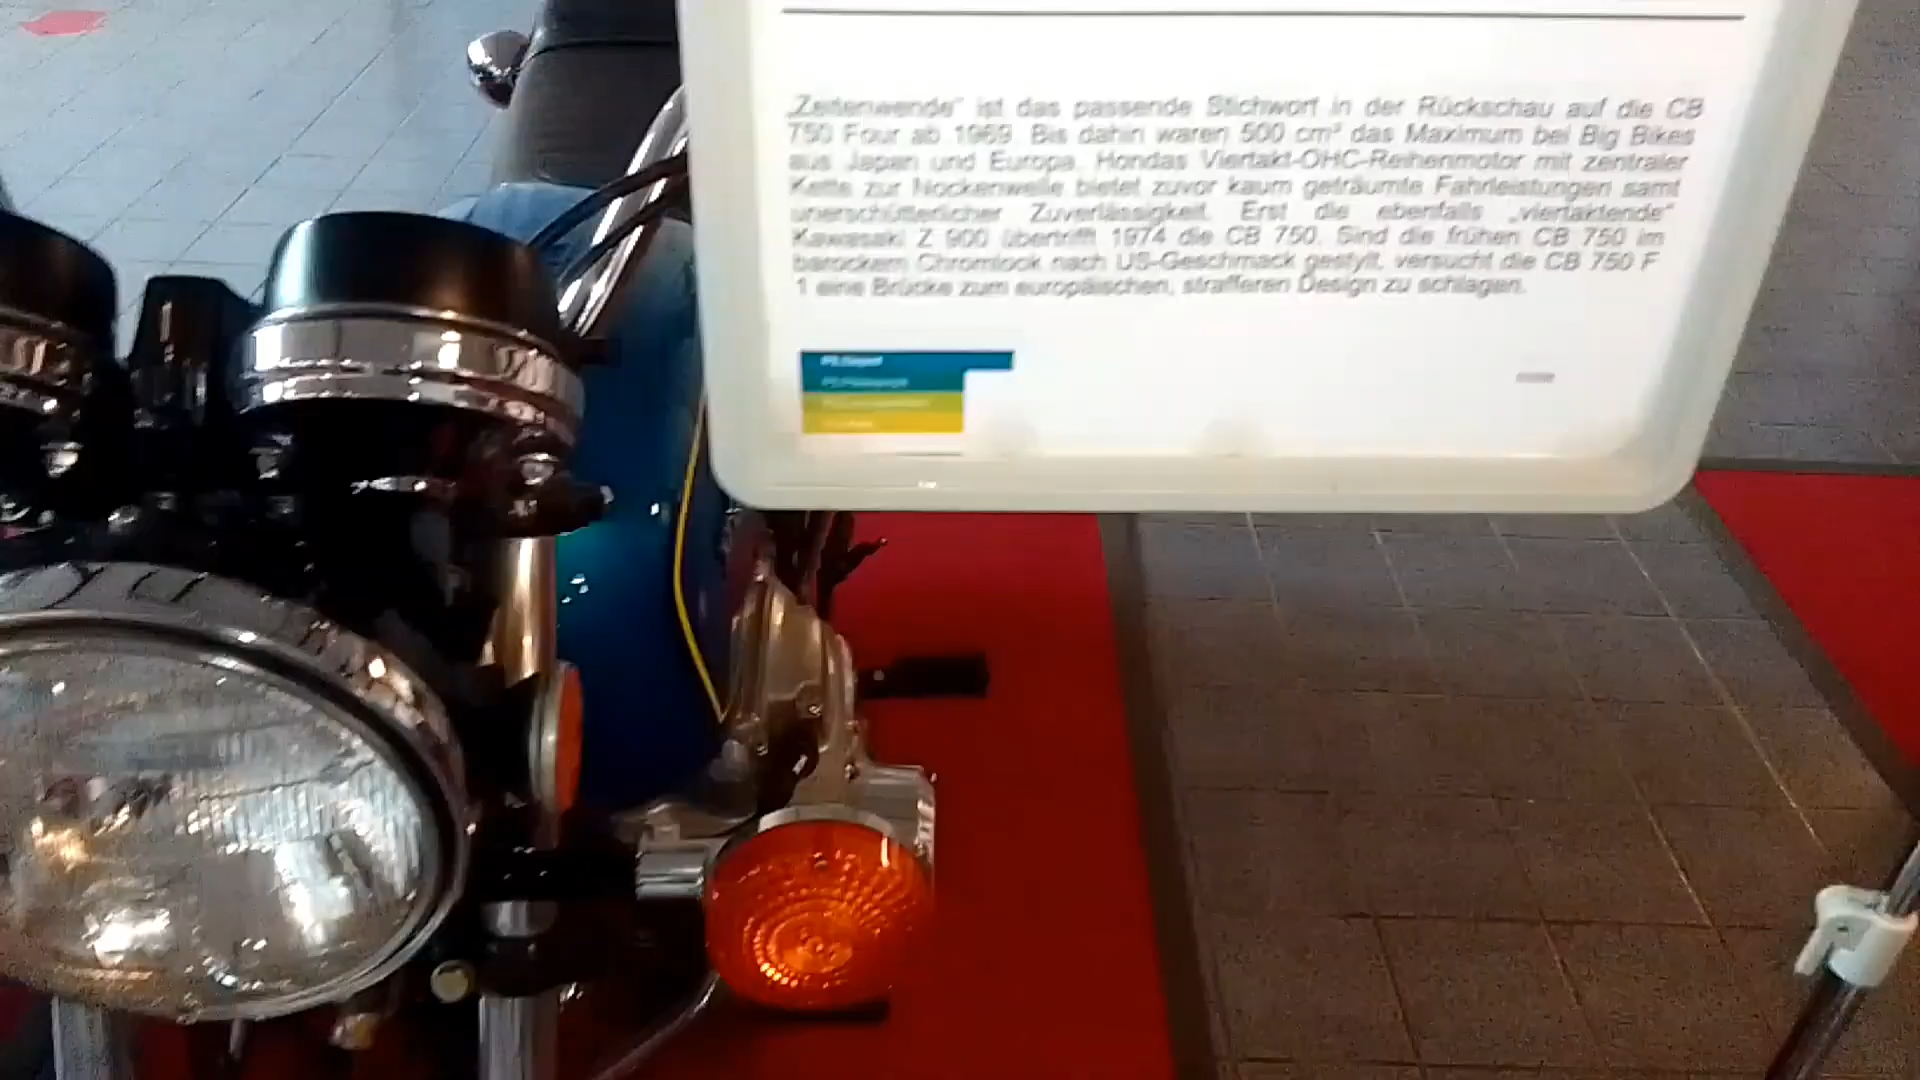 „Zeitenwende“ ist das passende Stichwort in der Rückschau auf die CB
750 Four ab 1969. Bis dahin waren 500 cm³ das Maximum bei Big Bikes
aus Japan und Europa. Hondas Viertakt-OHC-Reihenmotor mit zentraler
Kette zur Nockenwelle bietet zuvor kaum geträumte Fahrleistungen samt
unerschütterlicher Zuverlässigkeit. Erst die ebenfalls „viertaktende“
Kawasaki Z 900 übertrifft 1974 die CB 750. Sind die frühen CB 750 im
barockem Chromlook nach US-Geschmack gestylt, versucht die CB 750 F
1 eine Brücke zum europäischen, strafferen Design zu schlagen.
PS.Depot